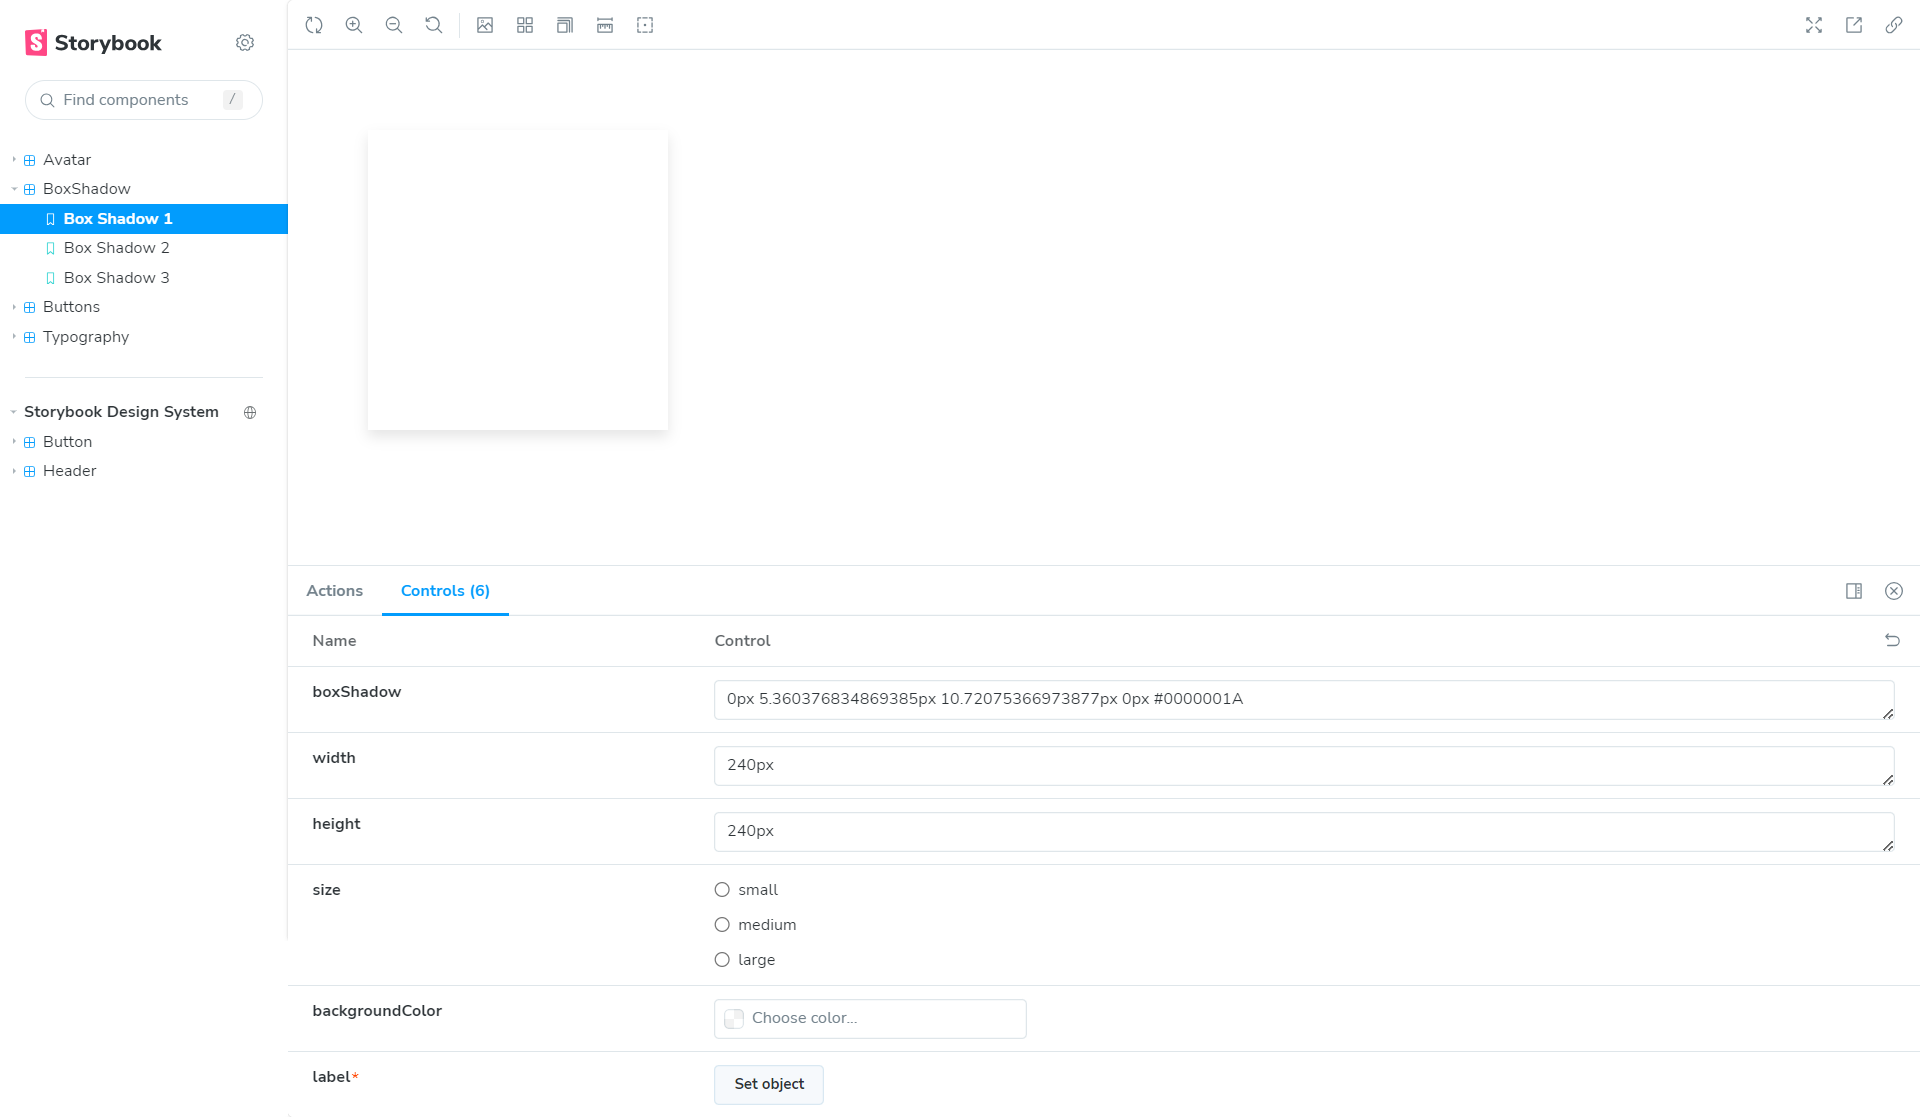 Storybook
Find components /
Avatar
BoxShadow
Box Shadow 1
Box Shadow 2
Box Shadow 3
Buttons
Typography
Storybook Design System
Button
Header
Actions Controls (6)
Name Control
boxShadow 0px 5.360376834869385px 10.72075366973877px 0px #0000001A
width 240px
height 240px
size small
medium
large
backgroundColor Choose color...
label* Set object